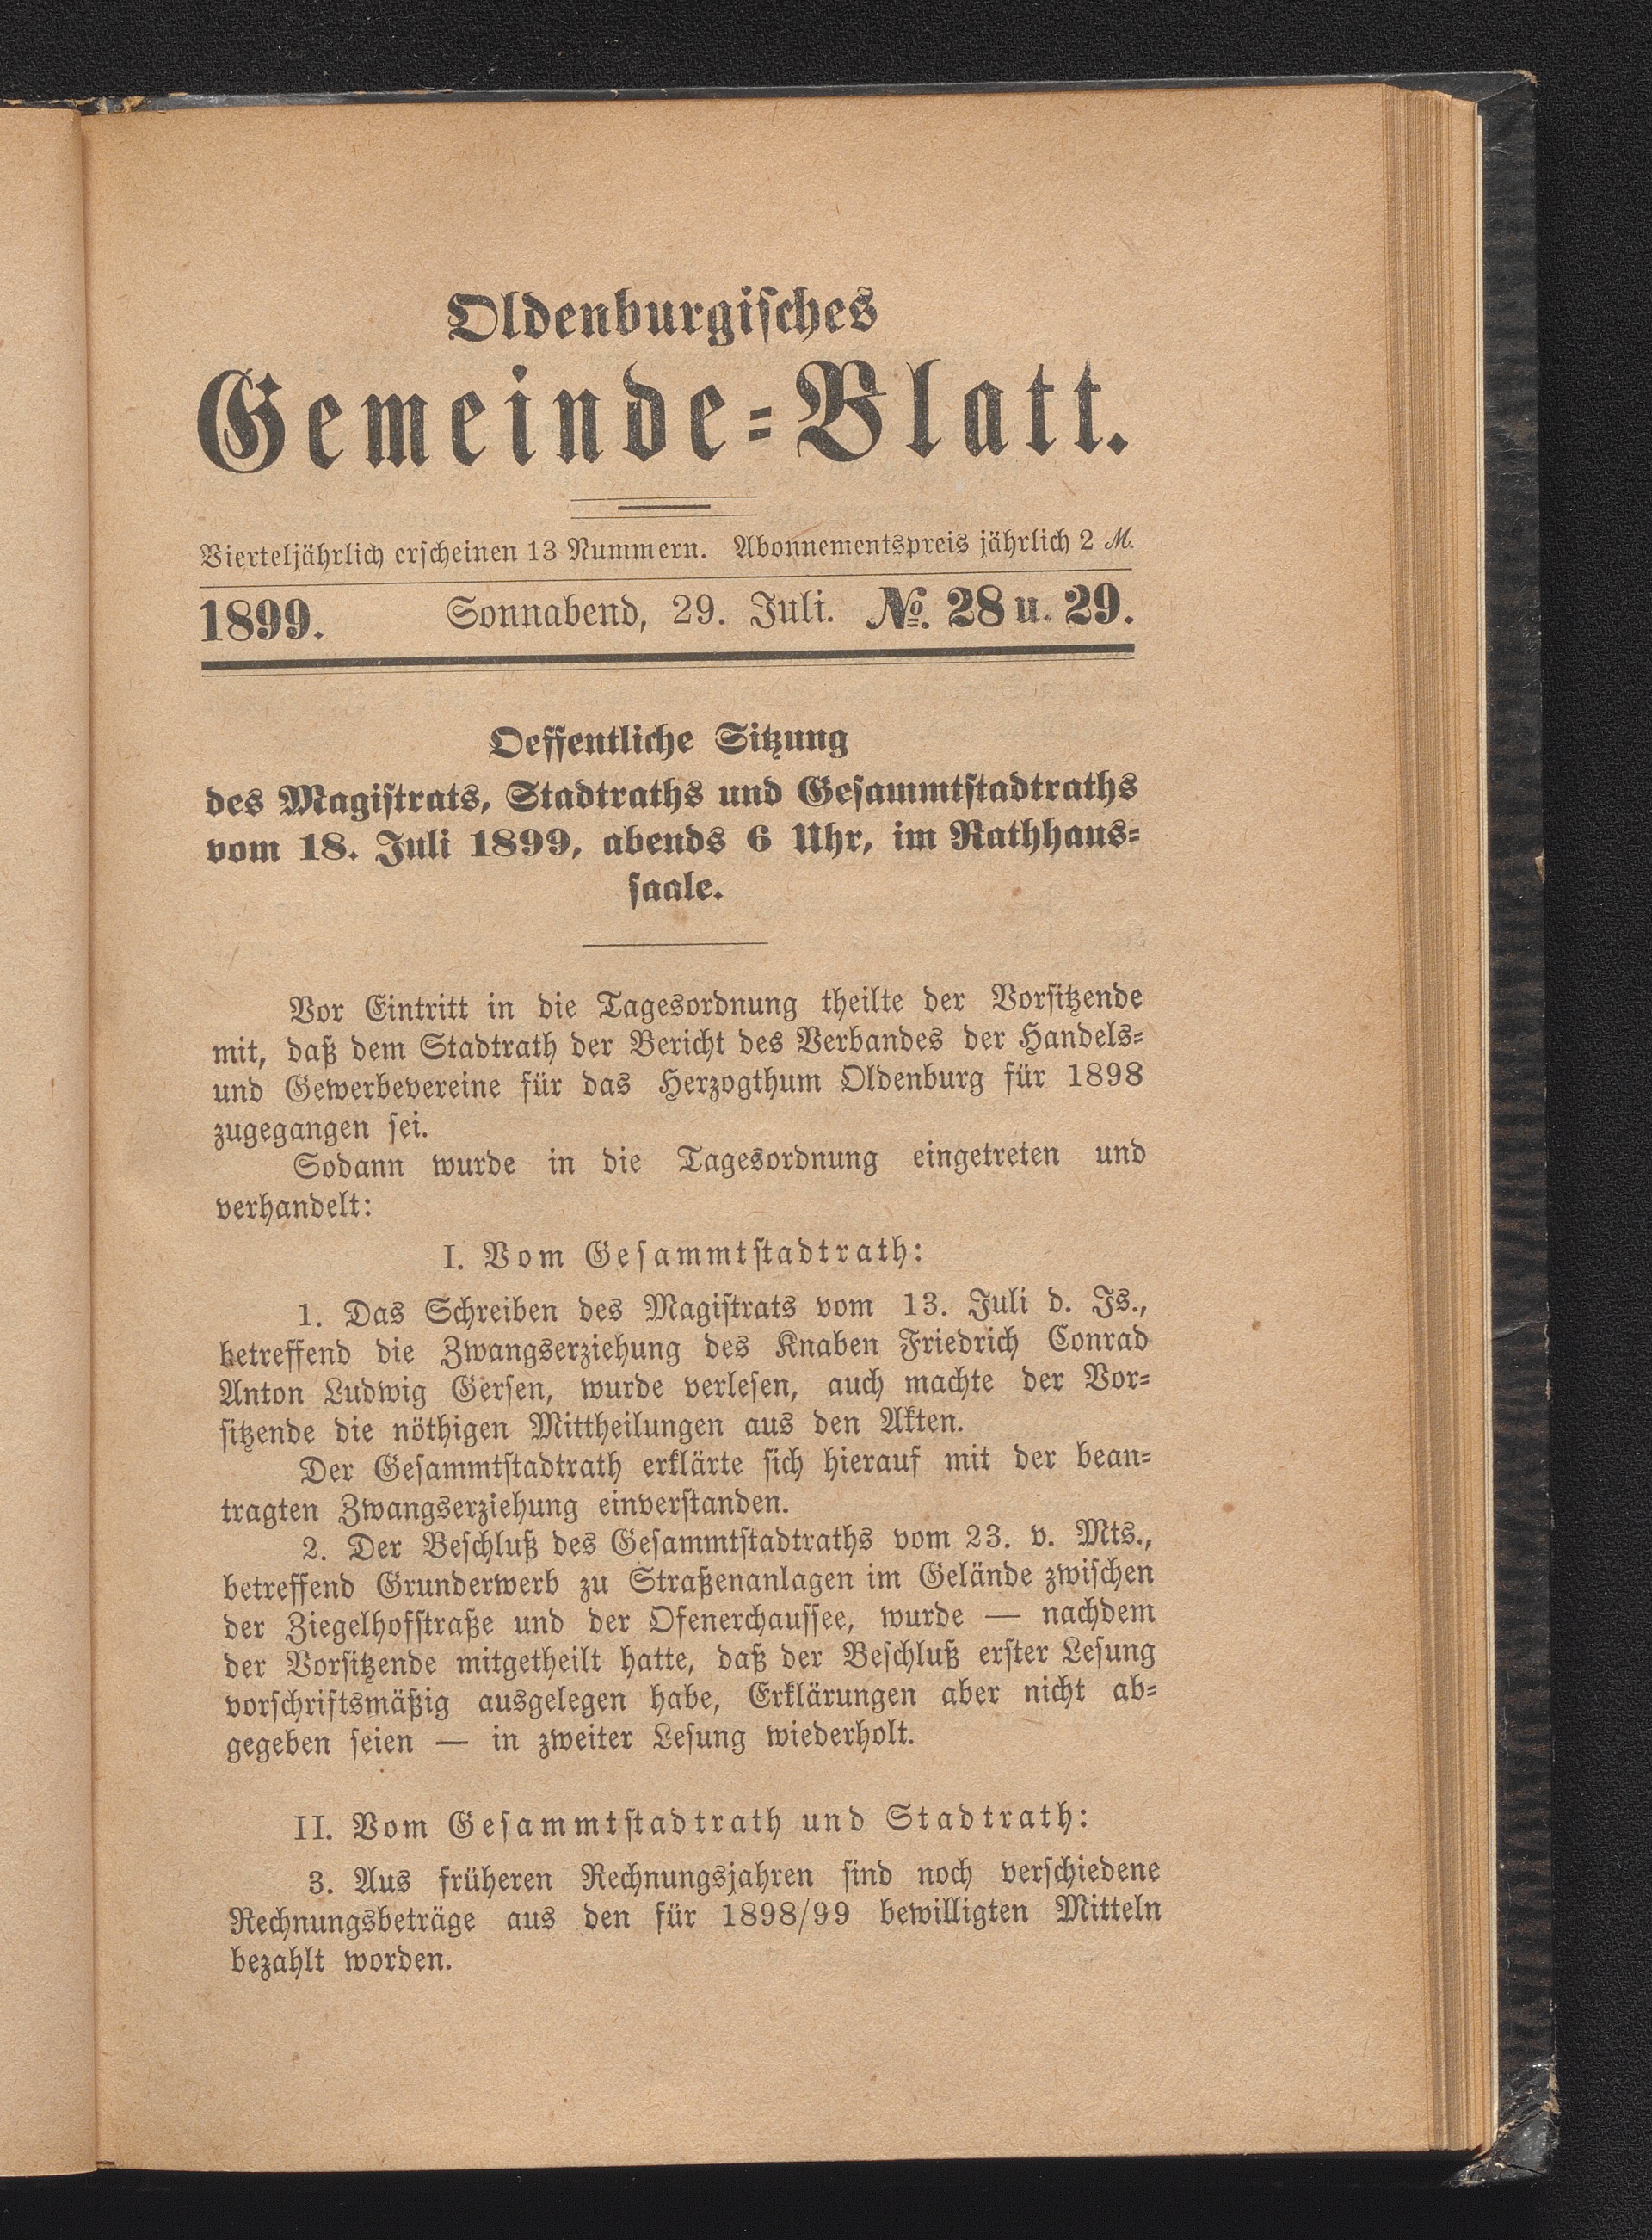 Oldenburgisches
Gemeinde-Blatt.
Vierteljährlich erscheinen 13 Nummern. Abonnementspreis jährlich 2 M.
1899. Sonnabend, 29. Juli. No. 28 u. 29.
Oeffentliche Sitzung
des Magistrats, Stadtraths und Gesammtstadtraths
vom 18. Juli 1899, abends 6 Uhr, im Rathhaus-
saale.
Vor Eintritt in die Tagesordnung theilte der Vorsitzende
mit, daß dem Stadtrath der Bericht des Verbandes der Handels-
und Gewerbevereine für das Herzogthum Oldenburg für 1898
zugegangen sei.
Sodann wurde in die Tagesordnung eingetreten und
verhandelt:
I. Vom Gesammtstadtrath:
1. Das Schreiben des Magistrats vom 13. Juli d. Js.,
betreffend die Zwangserziehung des Knaben Friedrich Conrad
Anton Ludwig Gersen, wurde verlesen, auch machte der Vor-
sitzende die nöthigen Mittheilungen aus den Akten.
Der Gesammtstadtrath erklärte sich hierauf mit der bean-
tragten Zwangserziehung einverstanden.
2. Der Beschluß des Gesammtstadtraths vom 23. v. Mts.,
betreffend Grunderwerb zu Straßenanlagen im Gelände zwischen
der Ziegelhofstraße und der Ofenerchaussee, wurde — nachdem
der Vorsitzende mitgetheilt hatte, daß der Beschluß erster Lesung
vorschriftsmäßig ausgelegen habe, Erklärungen aber nicht ab-
gegeben seien — in zweiter Lesung wiederholt.
II. Vom Gesammtstadtrath und Stadtrath:
3. Aus früheren Rechnungsjahren sind noch verschiedene
Rechnungsbeträge aus den für 1898/99 bewilligten Mitteln
bezahlt worden.